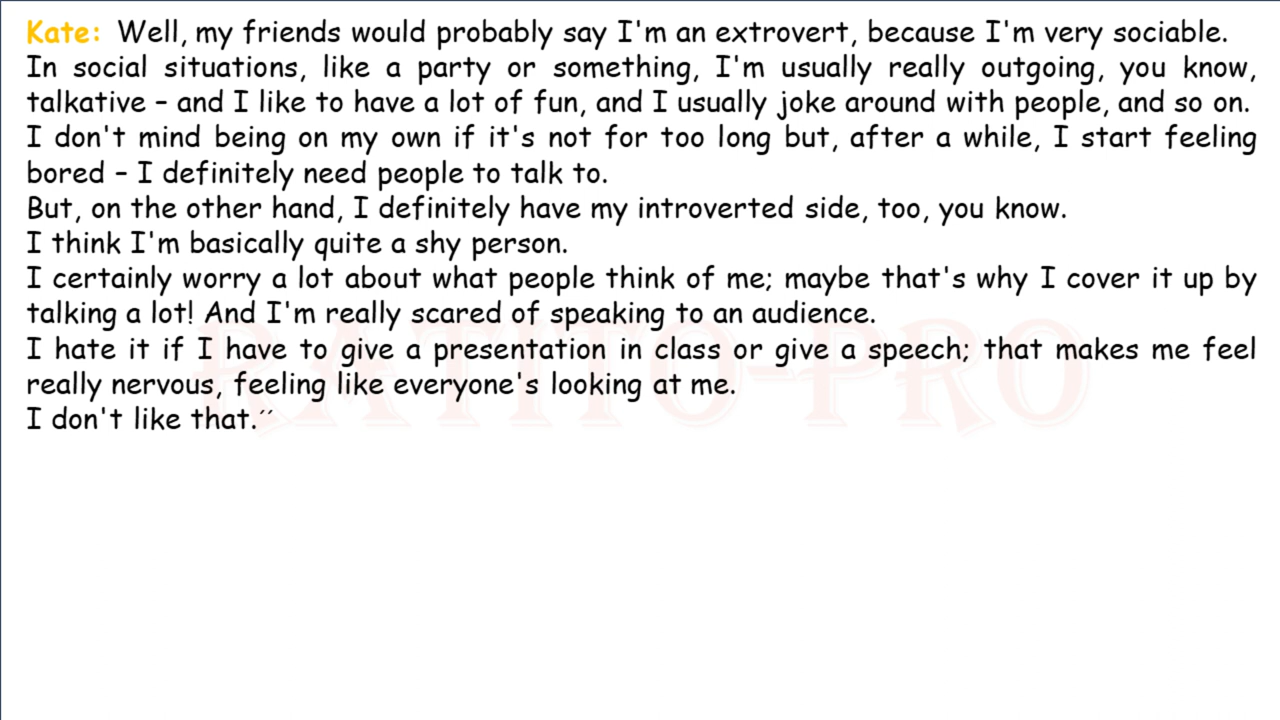 Kate: Well, my friends would probably say I'm an extrovert, because I'm very sociable.
In social situations, like a party or something, I'm usually really outgoing, you know,
talkative – and I like to have a lot of fun, and I usually joke around with people, and so on.
I don't mind being on my own if it's not for too long but, after a while, I start feeling
bored – I definitely need people to talk to.
But, on the other hand, I definitely have my introverted side, too, you know.
I think I'm basically quite a shy person.
I certainly worry a lot about what people think of me; maybe that's why I cover it up by
talking a lot! And I'm really scared of speaking to an audience.
I hate it if I have to give a presentation in class or give a speech; that makes me feel
really nervous, feeling like everyone's looking at me.
I don't like that.´´
RATITO-PRO